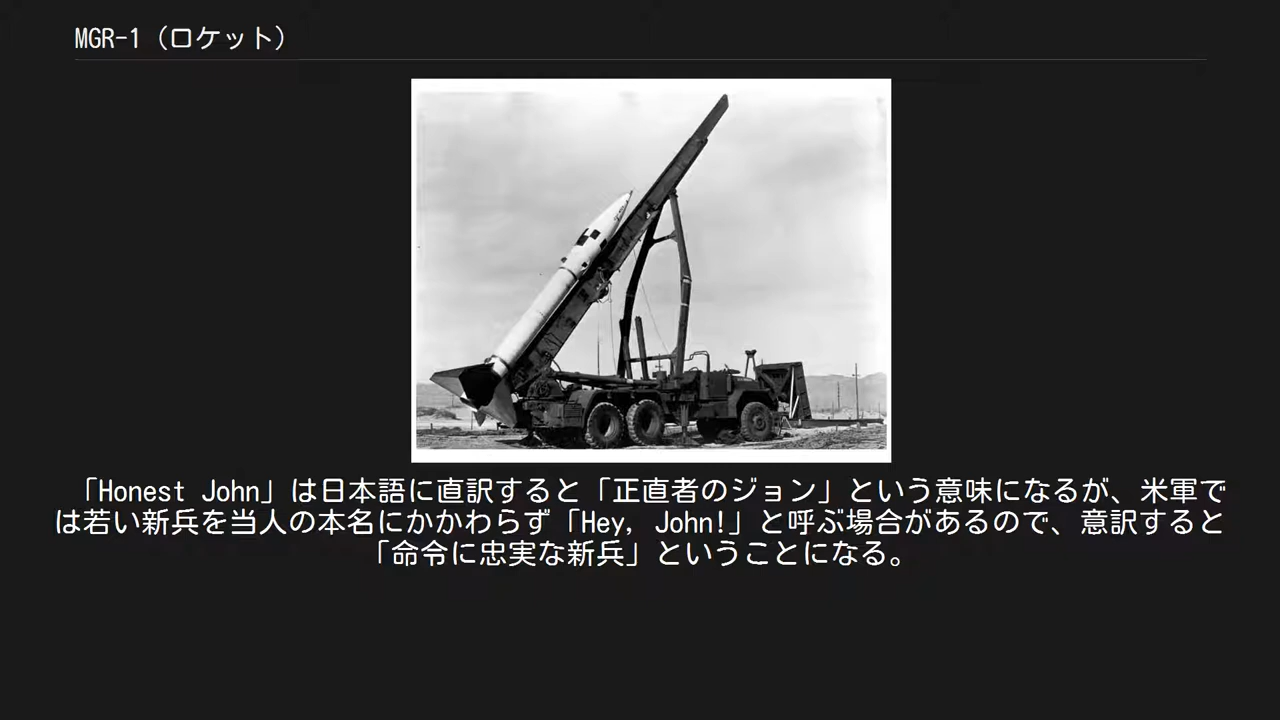 MGR-1（ロケット）
「Honest John」は日本語に直訳すると「正直者のジョン」という意味になるが、米軍で
は若い新兵を当人の本名にかかわらず「Hey, John!」と呼ぶ場合があるので、意訳すると
「命令に忠実な新兵」ということになる。